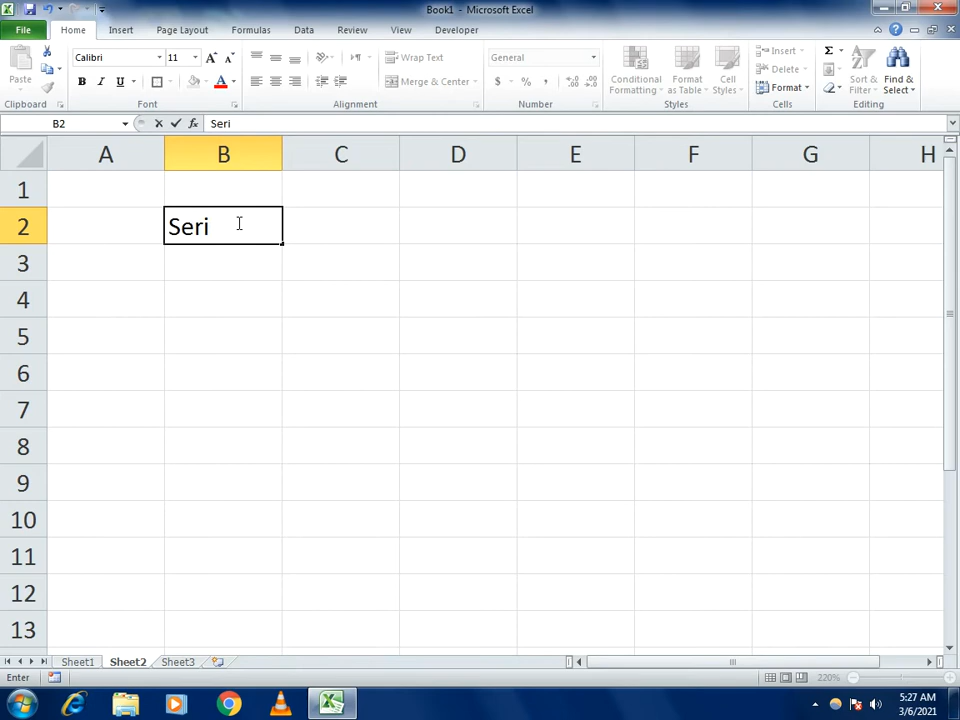 Book1 - Microsoft Excel
File Home Insert Page Layout Formulas Data Review View Developer
Paste
Calibri 11 A A
Wrap Text
General
Conditional Formatting
Format as Table
Cell Styles
Insert
Delete
Format
Σ
Sort & Filter
Find & Select
B I U A
Merge & Center
$ % ,
Clipboard Font Alignment Number Styles Cells Editing
B2 fx Seri
A B C D E F G H
1
2 Seri
3
4
5
6
7
8
9
10
11
12
13
Sheet1 Sheet2 Sheet3
Enter 220%
5:27 AM
3/6/2021